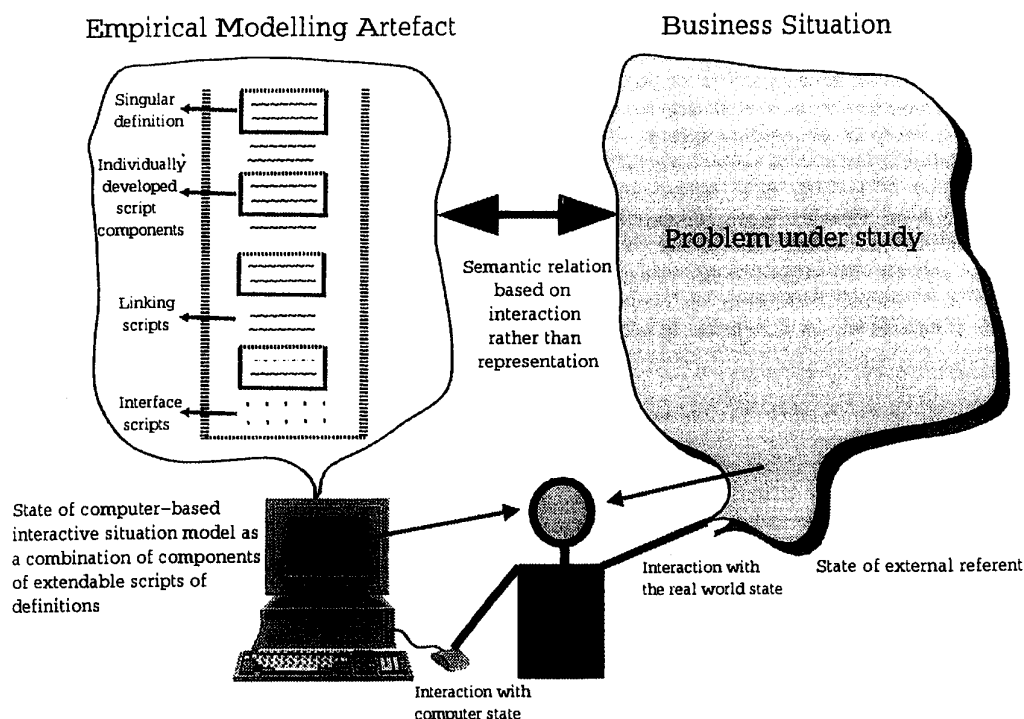 Empirical Modelling Artefact
Business Situation
Singular
definition
Individually
developed
script
components
Linking
scripts
Interface
scripts
Semantic relation
based on
interaction
rather than
representation
Problem under study
State of computer-based
interactive situation model as
a combination of components
of extendable scripts of
definitions
Interaction with
the real world state
State of external referent
Interaction with
computer state